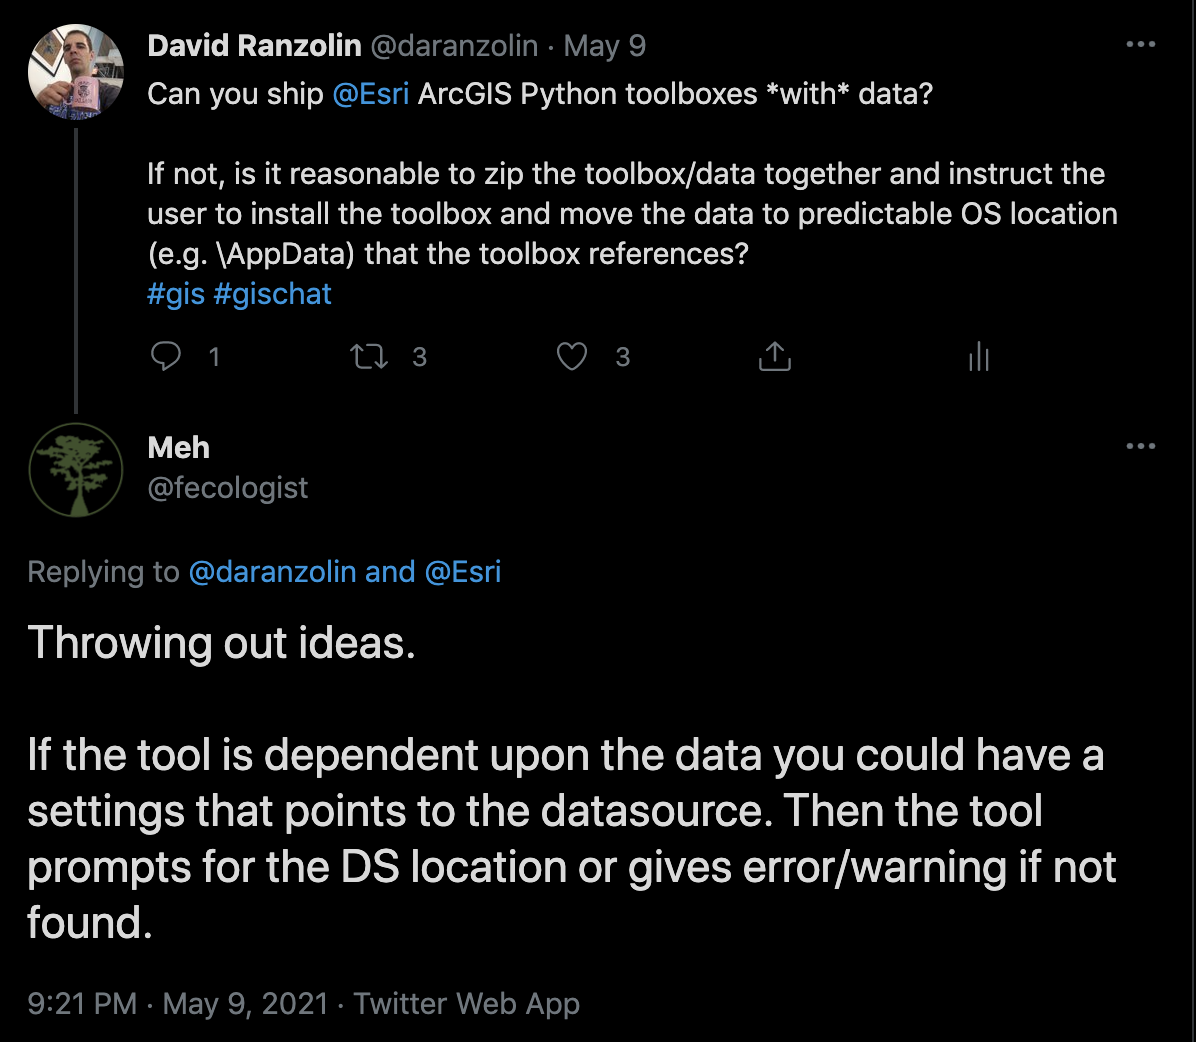 David Ranzolin @daranzolin · May 9
Can you ship @Esri ArcGIS Python toolboxes *with* data?
If not, is it reasonable to zip the toolbox/data together and instruct the
user to install the toolbox and move the data to predictable OS location
(e.g. \AppData) that the toolbox references?
#gis #gischat
1 3 3
Meh
@fecologist
Replying to @daranzolin and @Esri
Throwing out ideas.
If the tool is dependent upon the data you could have a
settings that points to the datasource. Then the tool
prompts for the DS location or gives error/warning if not
found.
9:21 PM · May 9, 2021 · Twitter Web App